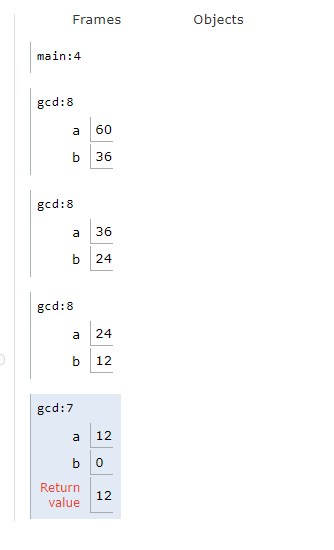 Frames Objects
main:4
gcd:8
a 60
b 36
gcd:8
a 36
b 24
gcd:8
a 24
b 12
gcd:7
a 12
b 0
Return
value 12